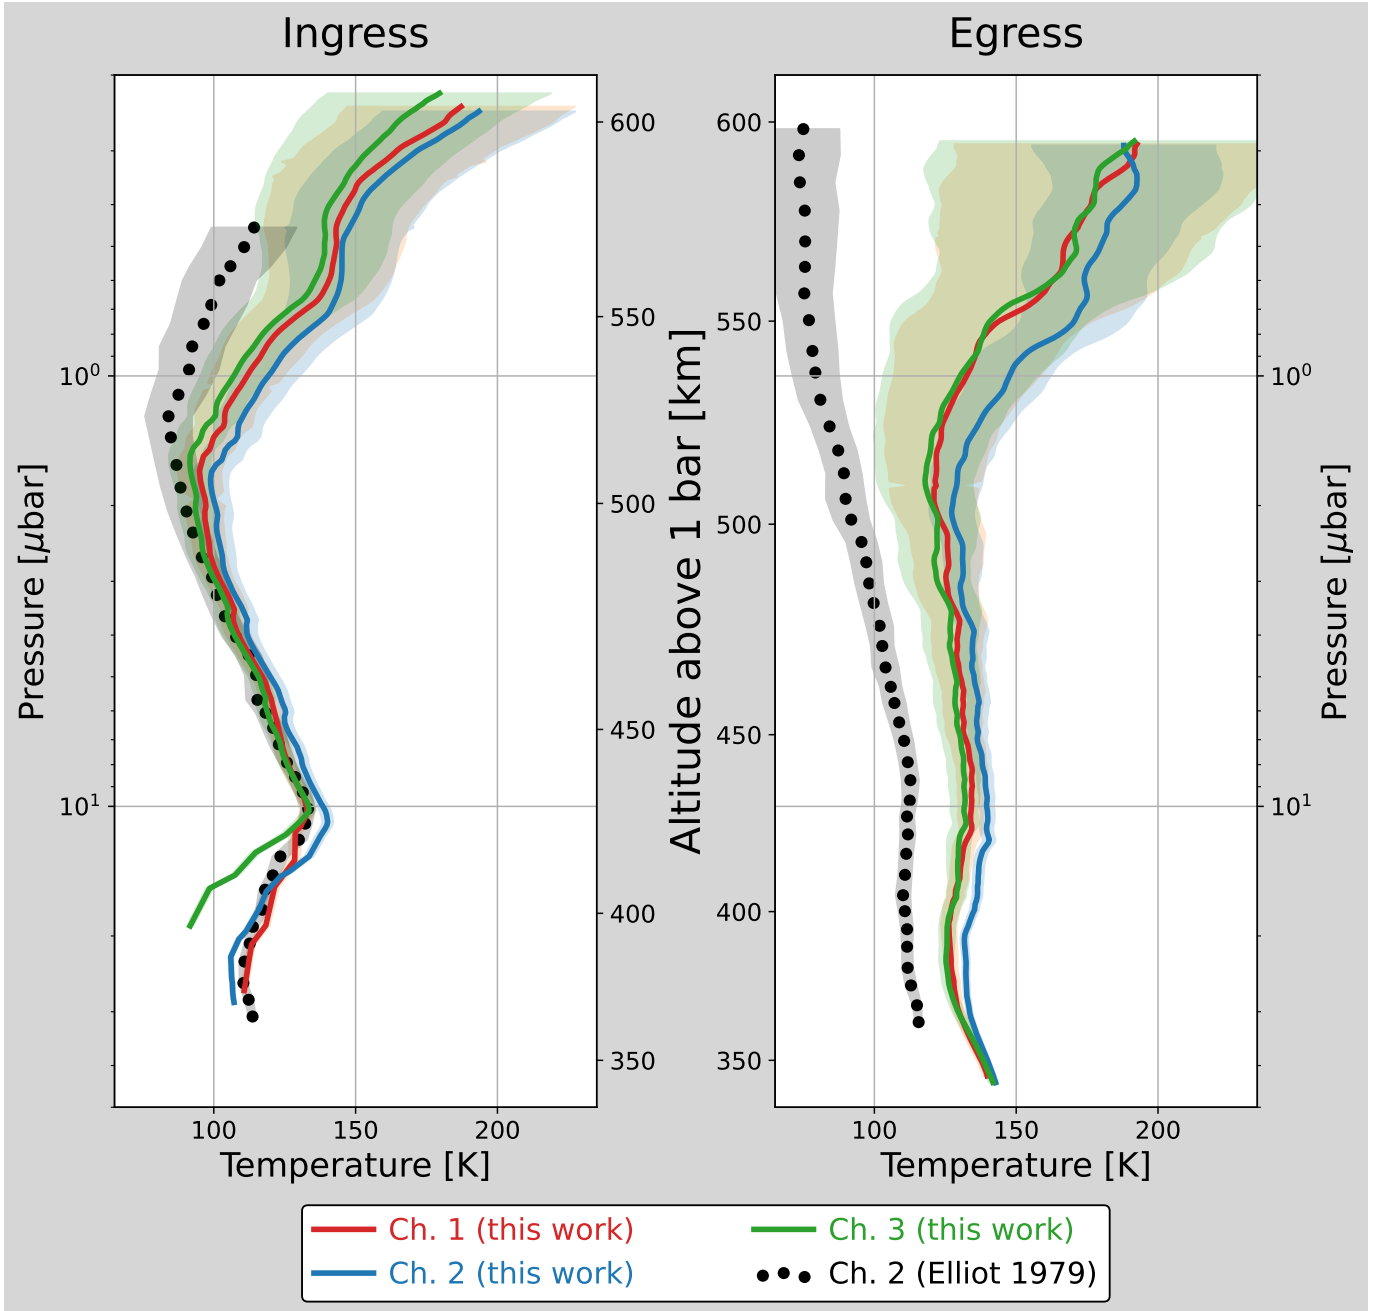 Ingress
Egress
Pressure [μbar]
10⁰
10¹
600
550
500
450
400
350
Altitude above 1 bar [km]
600
550
500
450
400
350
10⁰
10¹
Pressure [μbar]
100 150 200
100 150 200
Temperature [K]
Temperature [K]
Ch. 1 (this work)
Ch. 3 (this work)
Ch. 2 (this work)
Ch. 2 (Elliot 1979)